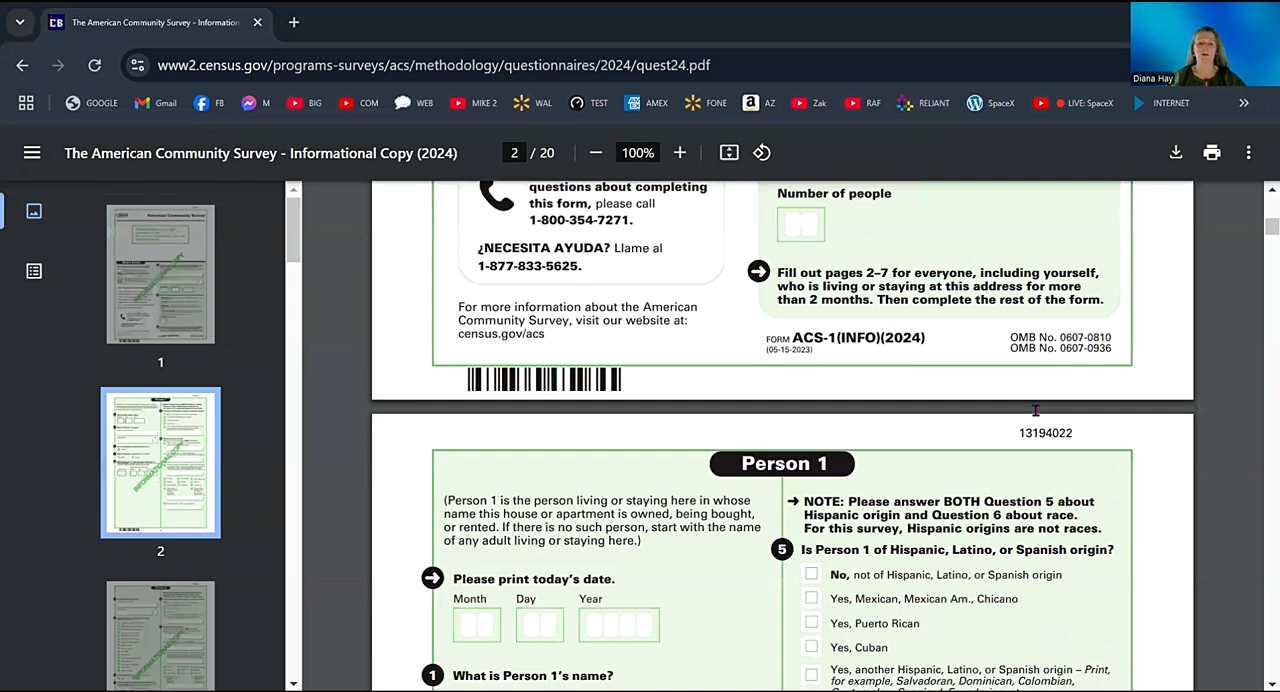 The American Community Survey - Information
www2.census.gov/programs-surveys/acs/methodology/questionnaires/2024/quest24.pdf
Diana Hay
GOOGLE Gmail FB M BIG COM WEB MIKE 2 WAL TEST AMEX FONE AZ Zak RAF RELIANT SpaceX LIVE: SpaceX INTERNET
The American Community Survey - Informational Copy (2024) 2 / 20 100%
1
2
questions about completing
this form, please call
1-800-354-7271.
¿NECESITA AYUDA? Llame al
1-877-833-5625.
For more information about the American
Community Survey, visit our website at:
census.gov/acs
Number of people
Fill out pages 2–7 for everyone, including yourself,
who is living or staying at this address for more
than 2 months. Then complete the rest of the form.
FORM ACS-1(INFO)(2024)
(05-15-2023)
OMB No. 0607-0810
OMB No. 0607-0936
13194022
Person 1
(Person 1 is the person living or staying here in whose
name this house or apartment is owned, being bought,
or rented. If there is no such person, start with the name
of any adult living or staying here.)
Please print today's date.
Month Day Year
1 What is Person 1's name?
NOTE: Please answer BOTH Question 5 about
Hispanic origin and Question 6 about race.
For this survey, Hispanic origins are not races.
5 Is Person 1 of Hispanic, Latino, or Spanish origin?
No, not of Hispanic, Latino, or Spanish origin
Yes, Mexican, Mexican Am., Chicano
Yes, Puerto Rican
Yes, Cuban
Yes, another Hispanic, Latino, or Spanish origin – Print,
for example, Salvadoran, Dominican, Colombian,